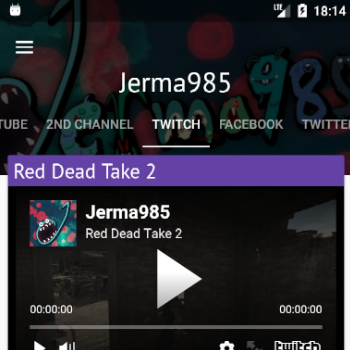 LTE 18:14
Jerma985
TUBE 2ND CHANNEL TWITCH FACEBOOK TWITTE
Red Dead Take 2
Jerma985
Red Dead Take 2
00:00:00 00:00:00
twitch